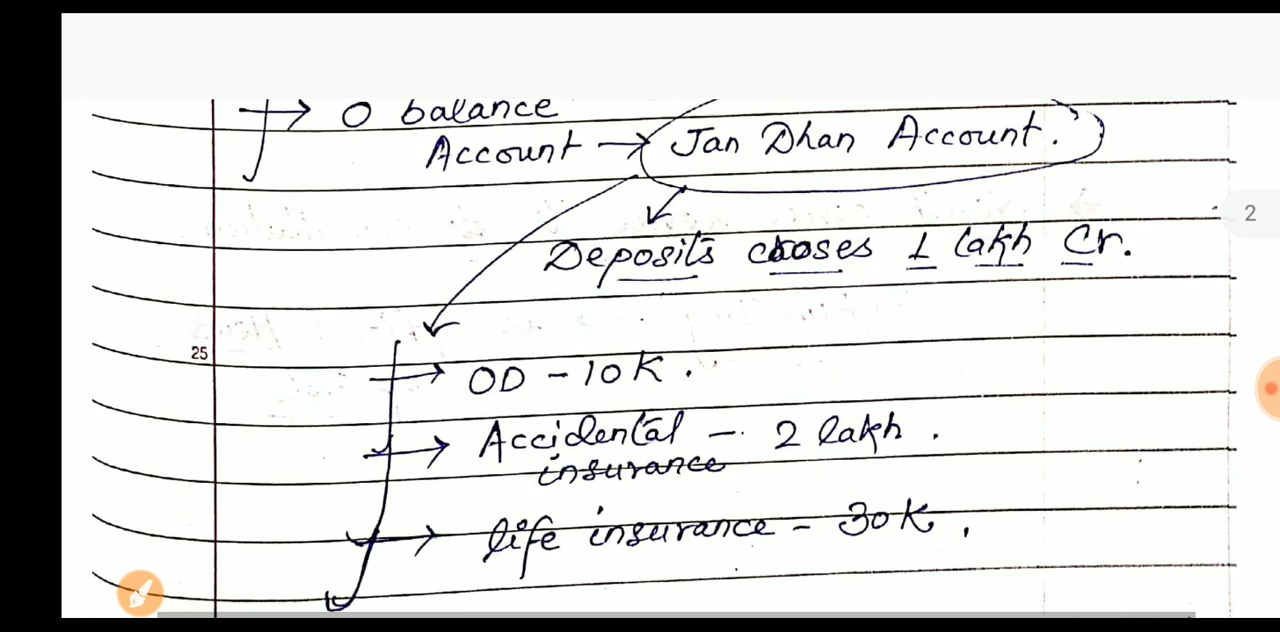 → 0 balance
Account → Jan Dhan Account.
2
Deposits croses 1 lakh Cr.
25
→ OD - 10K.
→ Accidental - 2 lakh.
insurance
→ life insurance - 30K.